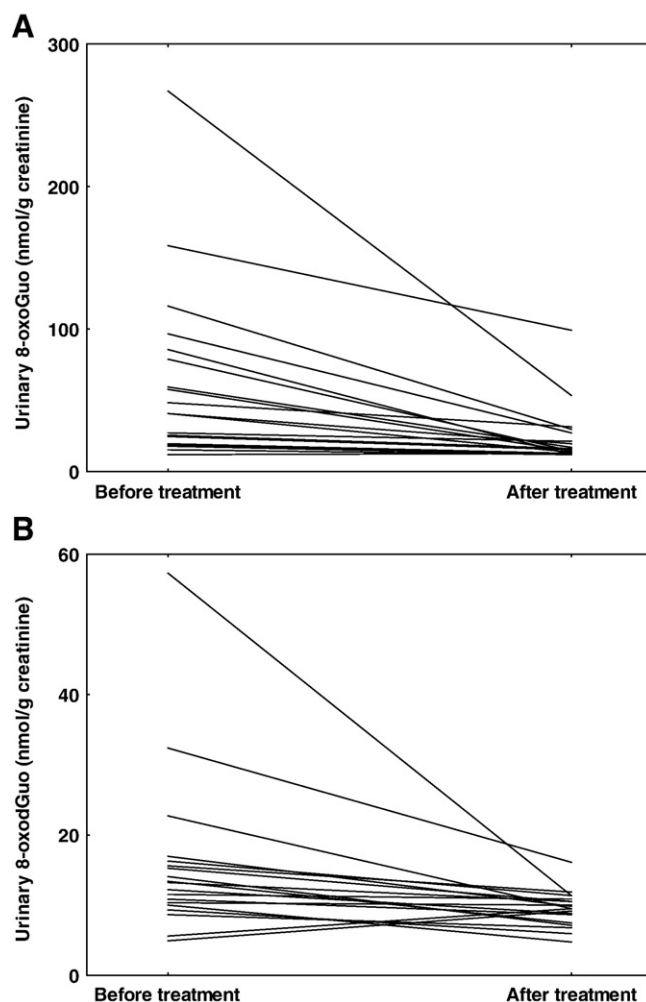 A
Urinary 8-oxoGuo (nmol/g creatinine)
300
200
100
0
Before treatment
After treatment
B
Urinary 8-oxodGuo (nmol/g creatinine)
60
40
20
0
Before treatment
After treatment